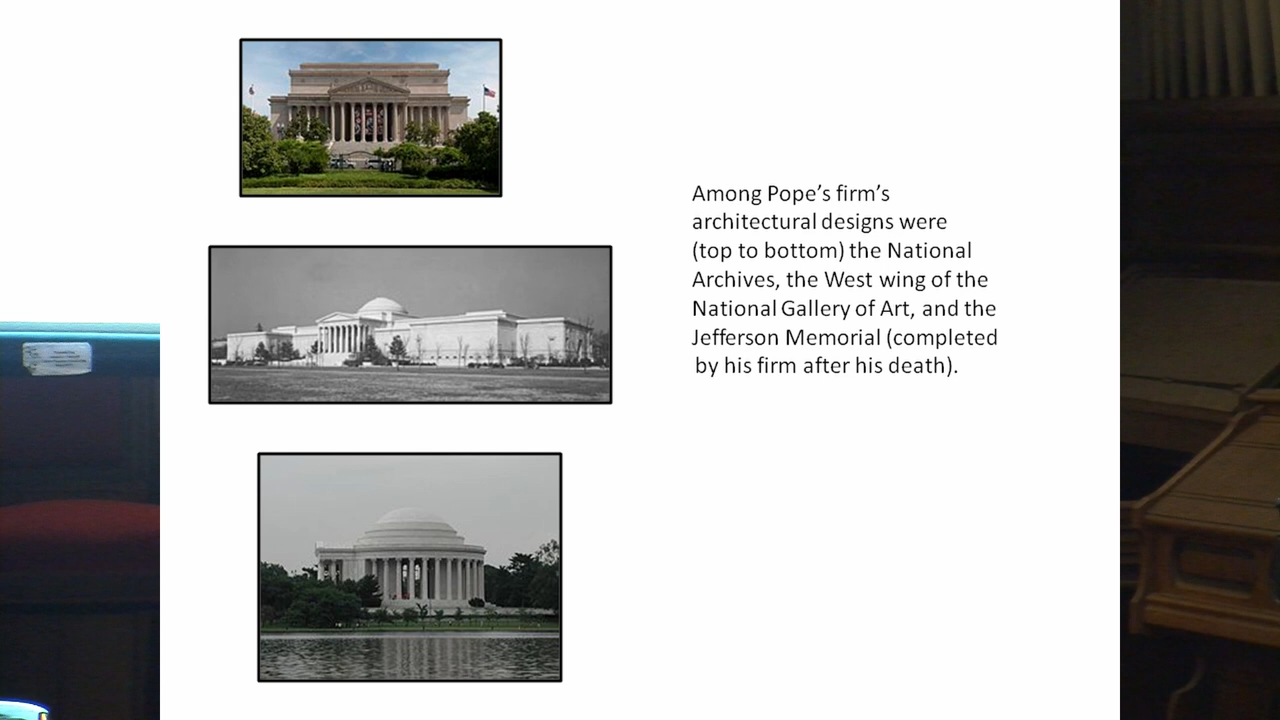 Among Pope’s firm’s
architectural designs were
(top to bottom) the National
Archives, the West wing of the
National Gallery of Art, and the
Jefferson Memorial (completed
by his firm after his death).